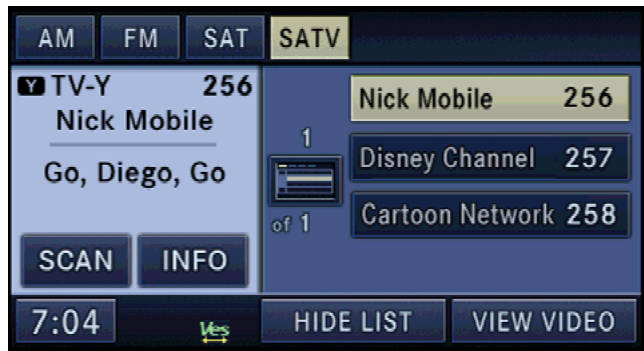 AM FM SAT SATV
Y TV-Y 256
Nick Mobile
Go, Diego, Go
SCAN INFO
1
of 1
Nick Mobile 256
Disney Channel 257
Cartoon Network 258
7:04 Ves HIDE LIST VIEW VIDEO